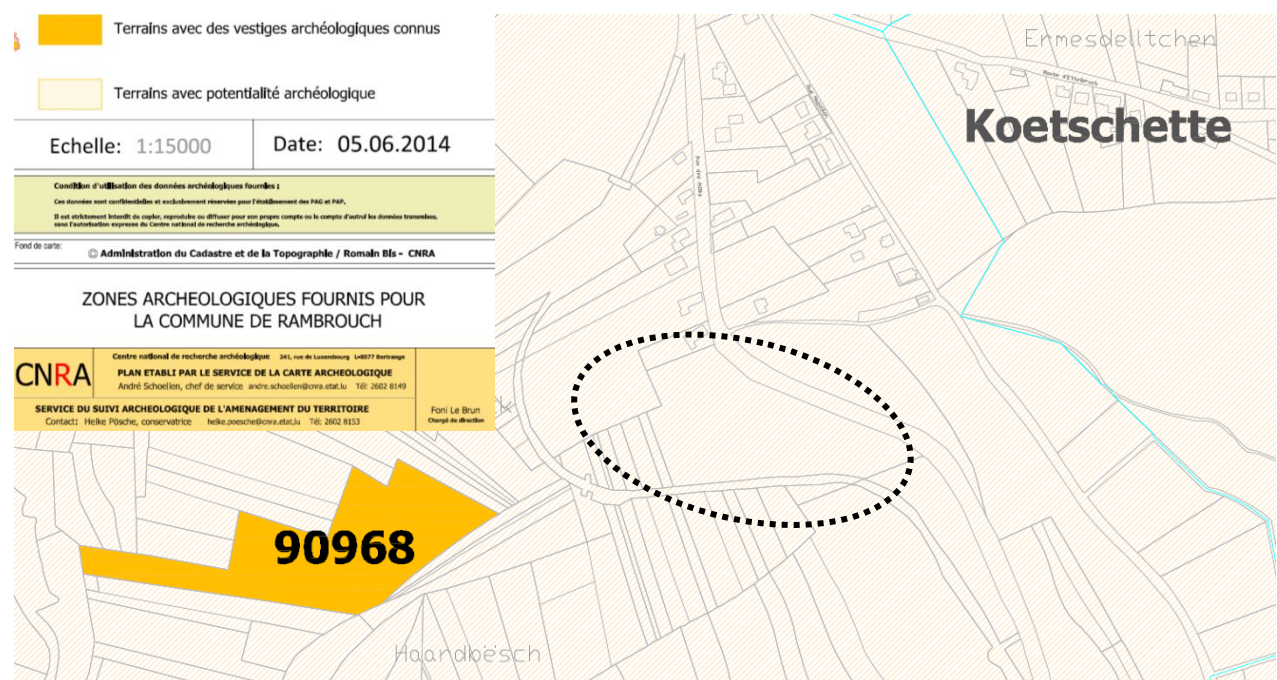 Terrains avec des vestiges archéologiques connus
Terrains avec potentialité archéologique
Echelle: 1:15000
Date: 05.06.2014
Condition d'utilisation des données archéologiques fournies :
Ces données sont confidentielles et exclusivement réservées pour l'établissement des PAG et PAP.
Il est strictement interdit de copier, reproduire ou diffuser pour son propre compte ou le compte d'autrui les données transmises,
sans l'autorisation expresse du Centre national de recherche archéologique.
Fond de carte:
© Administration du Cadastre et de la Topographie / Romain Bis - CNRA
ZONES ARCHEOLOGIQUES FOURNIS POUR
LA COMMUNE DE RAMBROUCH
CNRA
Centre national de recherche archéologique 241, rue de Luxembourg L-8077 Bertrange
PLAN ETABLI PAR LE SERVICE DE LA CARTE ARCHEOLOGIQUE
André Schoellen, chef de service andre.schoellen@cnra.etat.lu Tél: 2602 8149
SERVICE DU SUIVI ARCHEOLOGIQUE DE L'AMENAGEMENT DU TERRITOIRE
Contact: Heike Pösche, conservatrice heike.poesche@cnra.etat.lu Tél: 2602 8153
Foni Le Brun
Chargé de direction
Ermesdelltchen
Route d'Ettelbruck
Koetschette
Rue Napoléon
Rue des Alliés
90968
Haardbësch